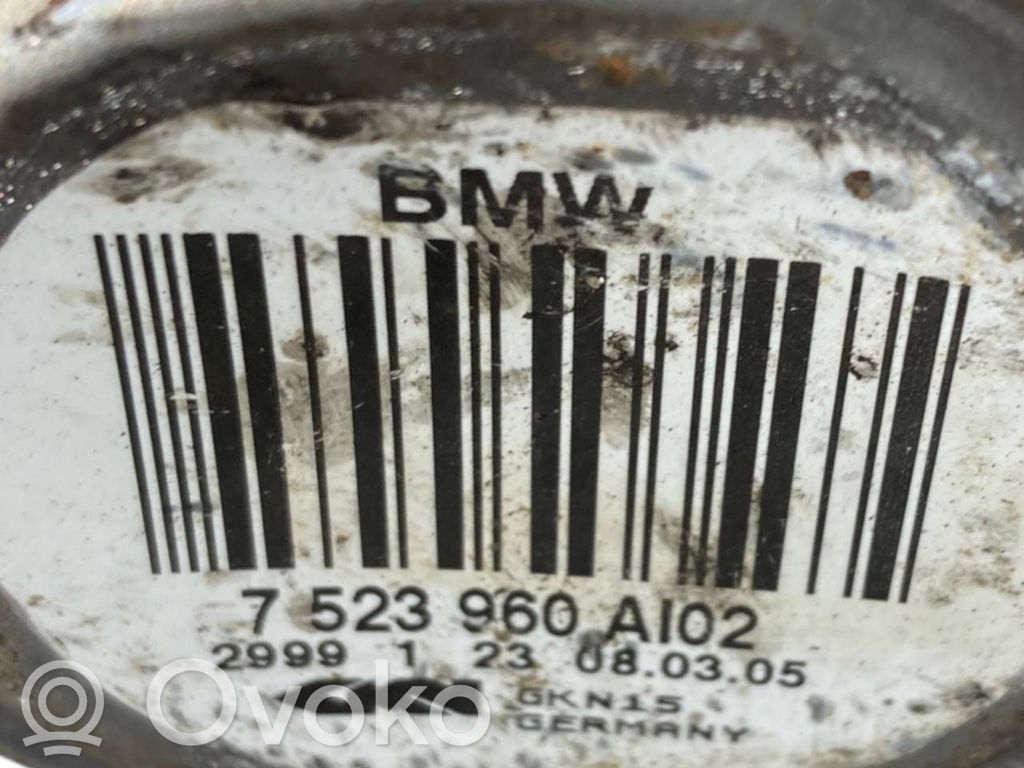 BMW
7 523 960 AI02
2999 1 23 08.03.05
GKN15
GERMANY
Ovoko